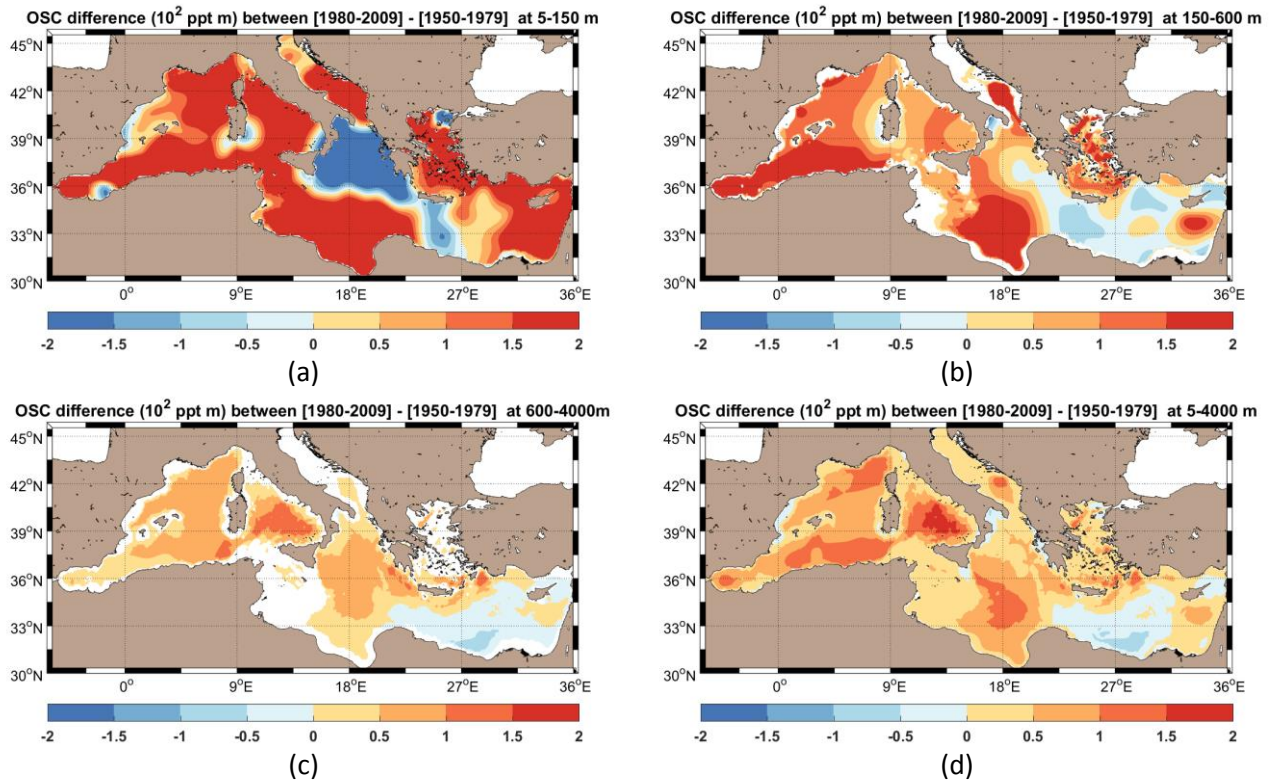 OSC difference (10² ppt m) between [1980-2009] - [1950-1979] at 5-150 m
45°N
42°N
39°N
36°N
33°N
30°N
0° 9°E 18°E 27°E 36°E
-2 -1.5 -1 -0.5 0 0.5 1 1.5 2
(a)
OSC difference (10² ppt m) between [1980-2009] - [1950-1979] at 150-600 m
45°N
42°N
39°N
36°N
33°N
30°N
0° 9°E 18°E 27°E 36°E
-2 -1.5 -1 -0.5 0 0.5 1 1.5 2
(b)
OSC difference (10² ppt m) between [1980-2009] - [1950-1979] at 600-4000m
45°N
42°N
39°N
36°N
33°N
30°N
0° 9°E 18°E 27°E 36°E
-2 -1.5 -1 -0.5 0 0.5 1 1.5 2
(c)
OSC difference (10² ppt m) between [1980-2009] - [1950-1979] at 5-4000 m
45°N
42°N
39°N
36°N
33°N
30°N
0° 9°E 18°E 27°E 36°E
-2 -1.5 -1 -0.5 0 0.5 1 1.5 2
(d)